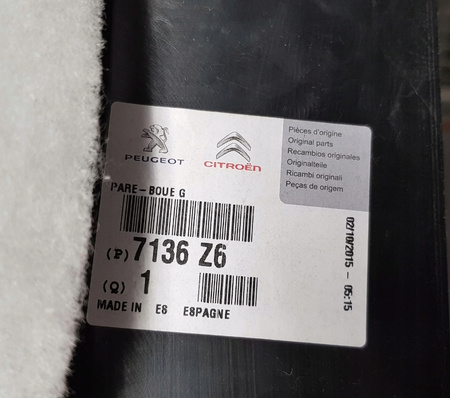 PEUGEOT
CITROËN
Pièces d'origine
Original parts
Recambios originales
Originalteile
Ricambi originali
Peças de origem
PARE-BOUE G
(P) 7136 Z6
(Q) 1
MADE IN ES ESPAGNE
02/10/2015 - 05:15